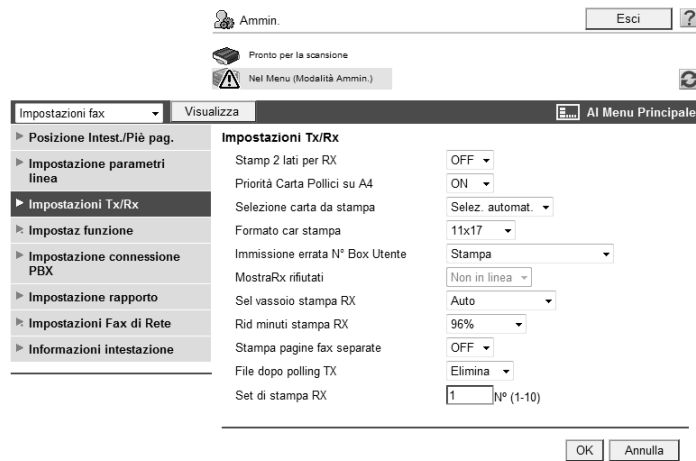 Ammin.
Esci
?
Pronto per la scansione
Nel Menu (Modalità Ammin.)
Impostazioni fax
Visualizza
Al Menu Principale
Posizione Intest./Piè pag.
Impostazione parametri
linea
Impostazioni Tx/Rx
Impostaz funzione
Impostazione connessione
PBX
Impostazione rapporto
Impostazioni Fax di Rete
Informazioni intestazione
Impostazioni Tx/Rx
Stamp 2 lati per RX OFF
Priorità Carta Pollici su A4 ON
Selezione carta da stampa Selez. automat.
Formato car stampa 11x17
Immissione errata N° Box Utente Stampa
MostraRx rifiutati Non in linea
Sel vassoio stampa RX Auto
Rid minuti stampa RX 96%
Stampa pagine fax separate OFF
File dopo polling TX Elimina
Set di stampa RX 1 Nº (1-10)
OK Annulla